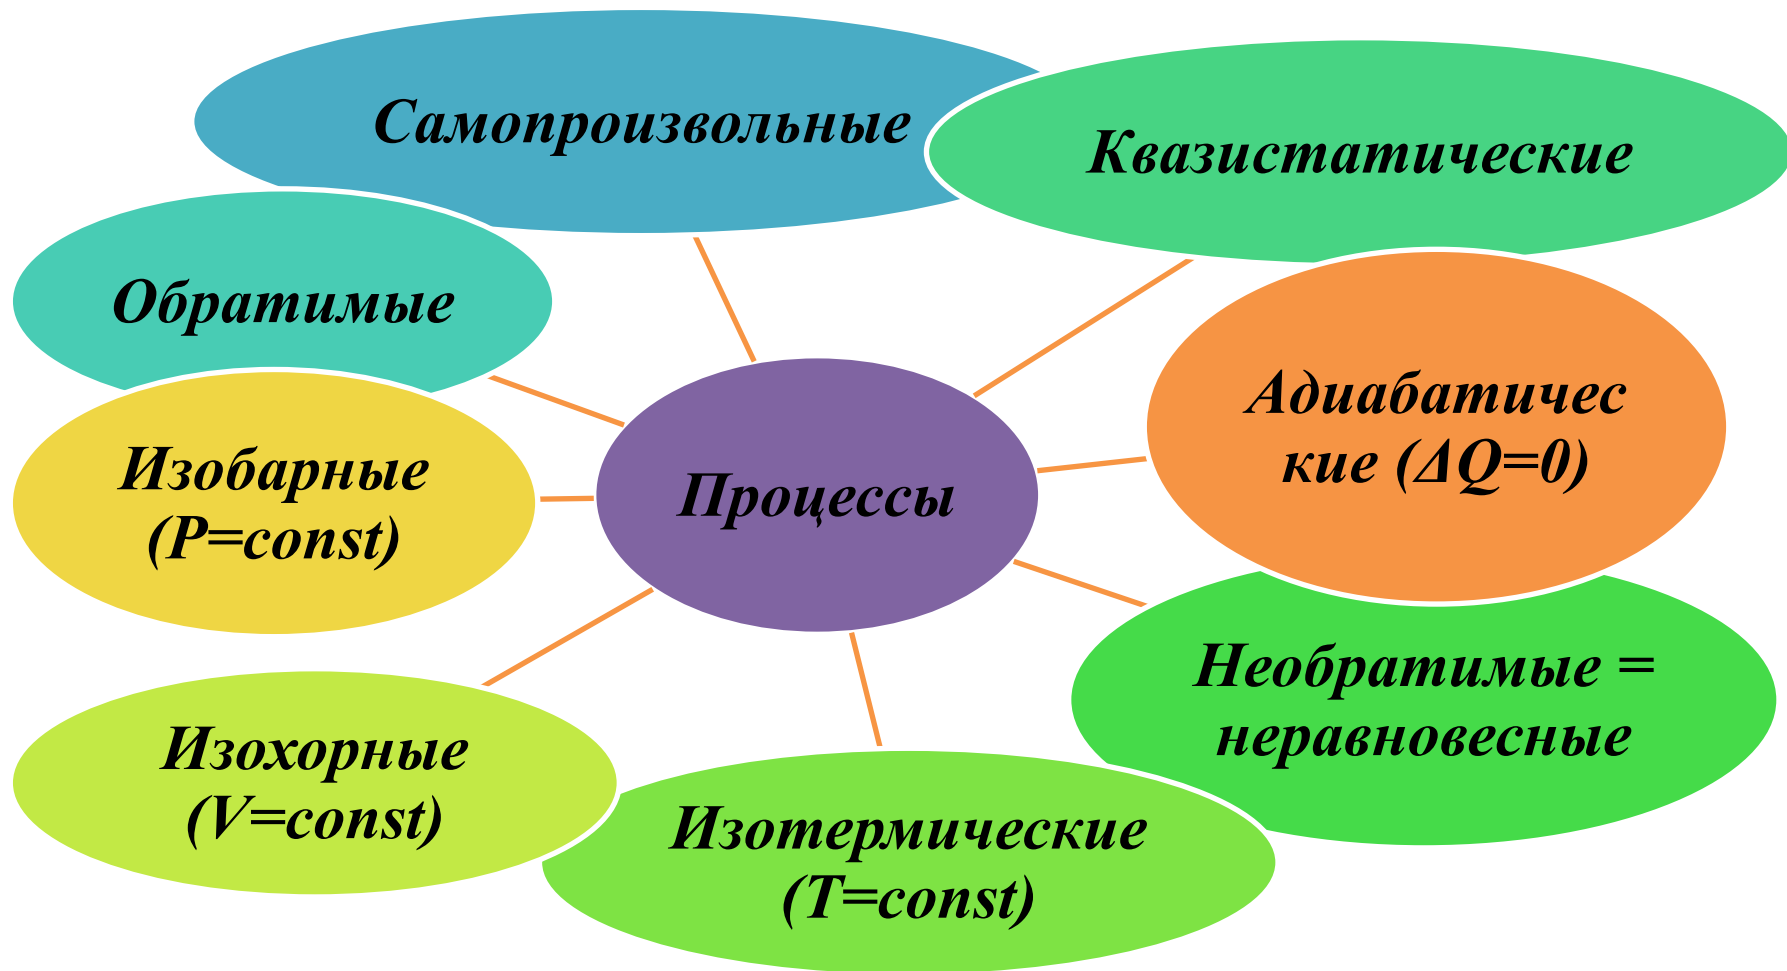 Самопроизвольные
Квазистатические
Обратимые
Адиабатичес
кие (ΔQ=0)
Изобарные
(P=const)
Процессы
Необратимые =
неравновесные
Изохорные
(V=const)
Изотермические
(T=const)